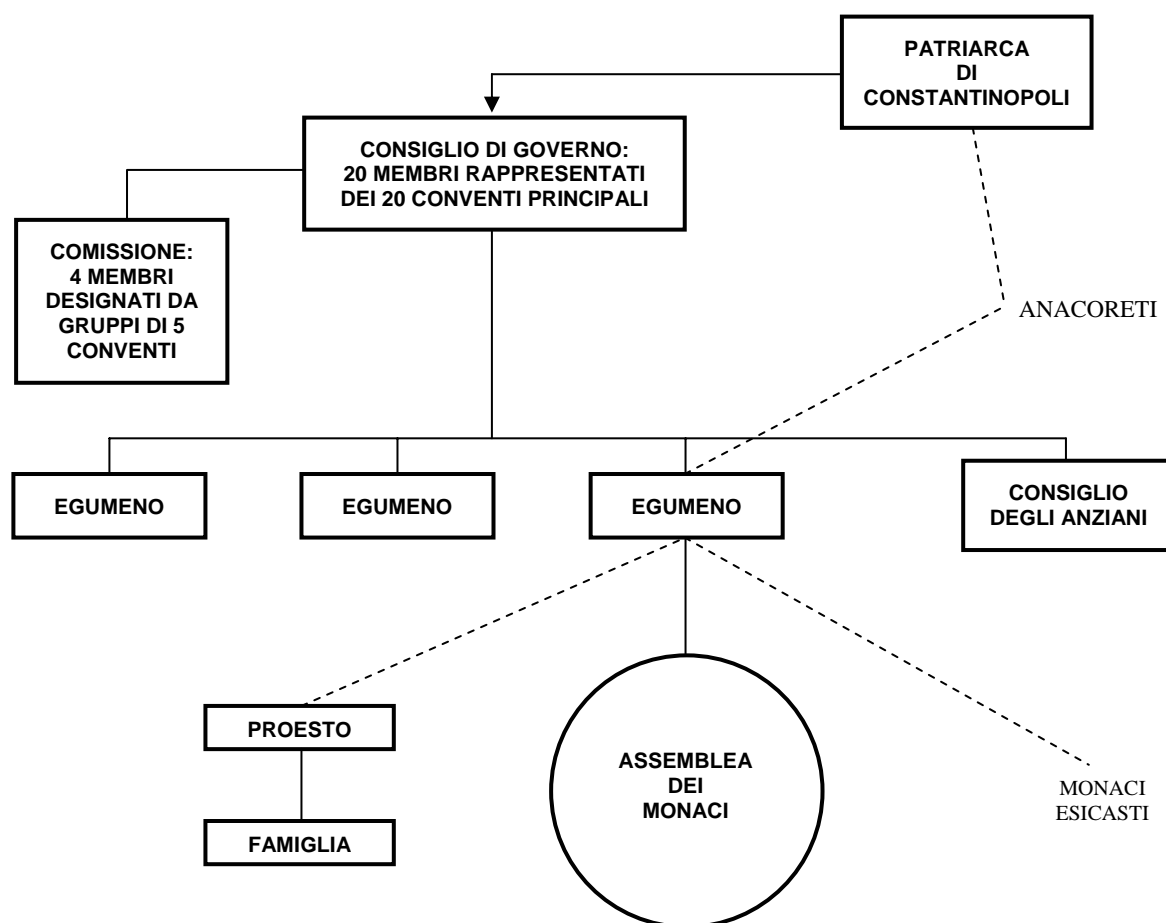 PATRIARCA
DI
CONSTANTINOPOLI
CONSIGLIO DI GOVERNO:
20 MEMBRI RAPPRESENTATI
DEI 20 CONVENTI PRINCIPALI
COMISSIONE:
4 MEMBRI
DESIGNATI DA
GRUPPI DI 5
CONVENTI
ANACORETI
EGUMENO
EGUMENO
EGUMENO
CONSIGLIO
DEGLI ANZIANI
PROESTO
FAMIGLIA
ASSEMBLEA
DEI
MONACI
MONACI
ESICASTI